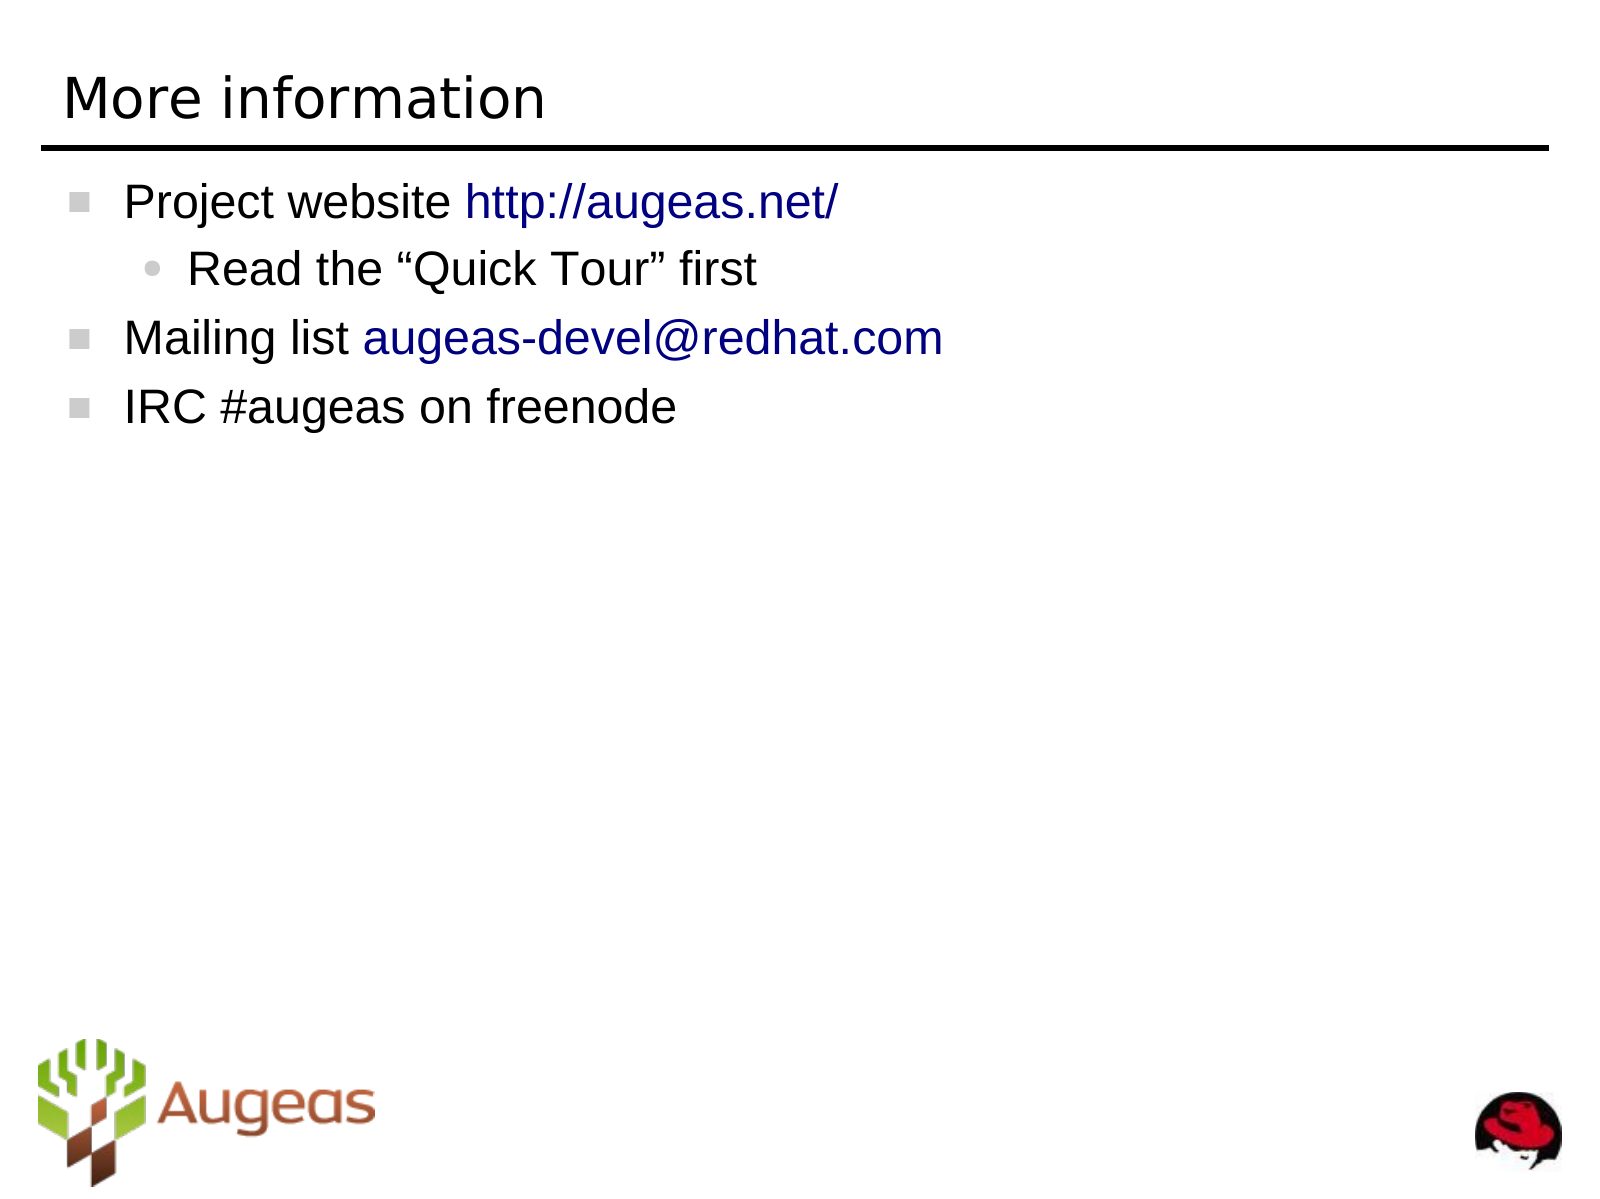 More information
Project website http://augeas.net/
Read the “Quick Tour” first
Mailing list augeas-devel@redhat.com
IRC #augeas on freenode
Augeas